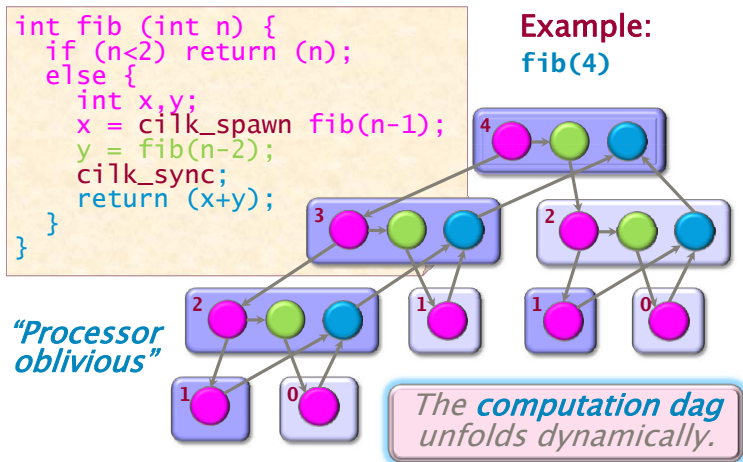 int fib (int n) {
  if (n<2) return (n);
  else {
    int x,y;
    x = cilk_spawn fib(n-1);
    y = fib(n-2);
    cilk_sync;
    return (x+y);
  }
}
Example:
fib(4)
4
3
2
2
1
1
0
1
0
“Processor
oblivious”
The computation dag
unfolds dynamically.